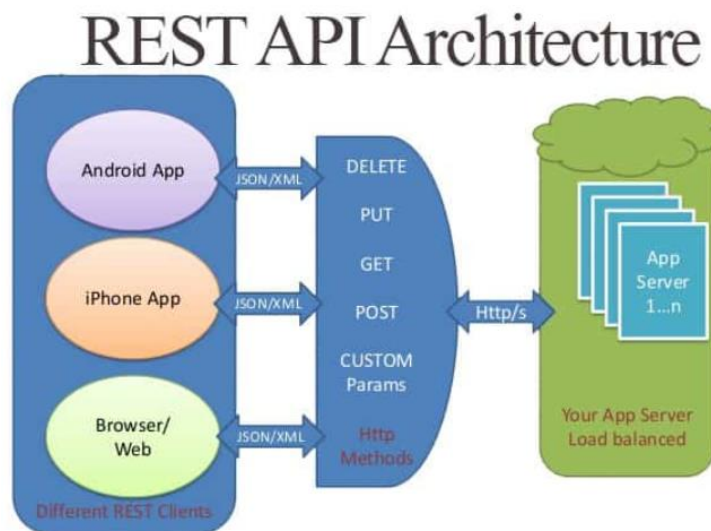 REST API Architecture
Android App
iPhone App
Browser/
Web
Different REST Clients
JSON/XML
JSON/XML
JSON/XML
DELETE
PUT
GET
POST
CUSTOM
Params
Http
Methods
Http/s
App
Server
1...n
Your App Server
Load balanced